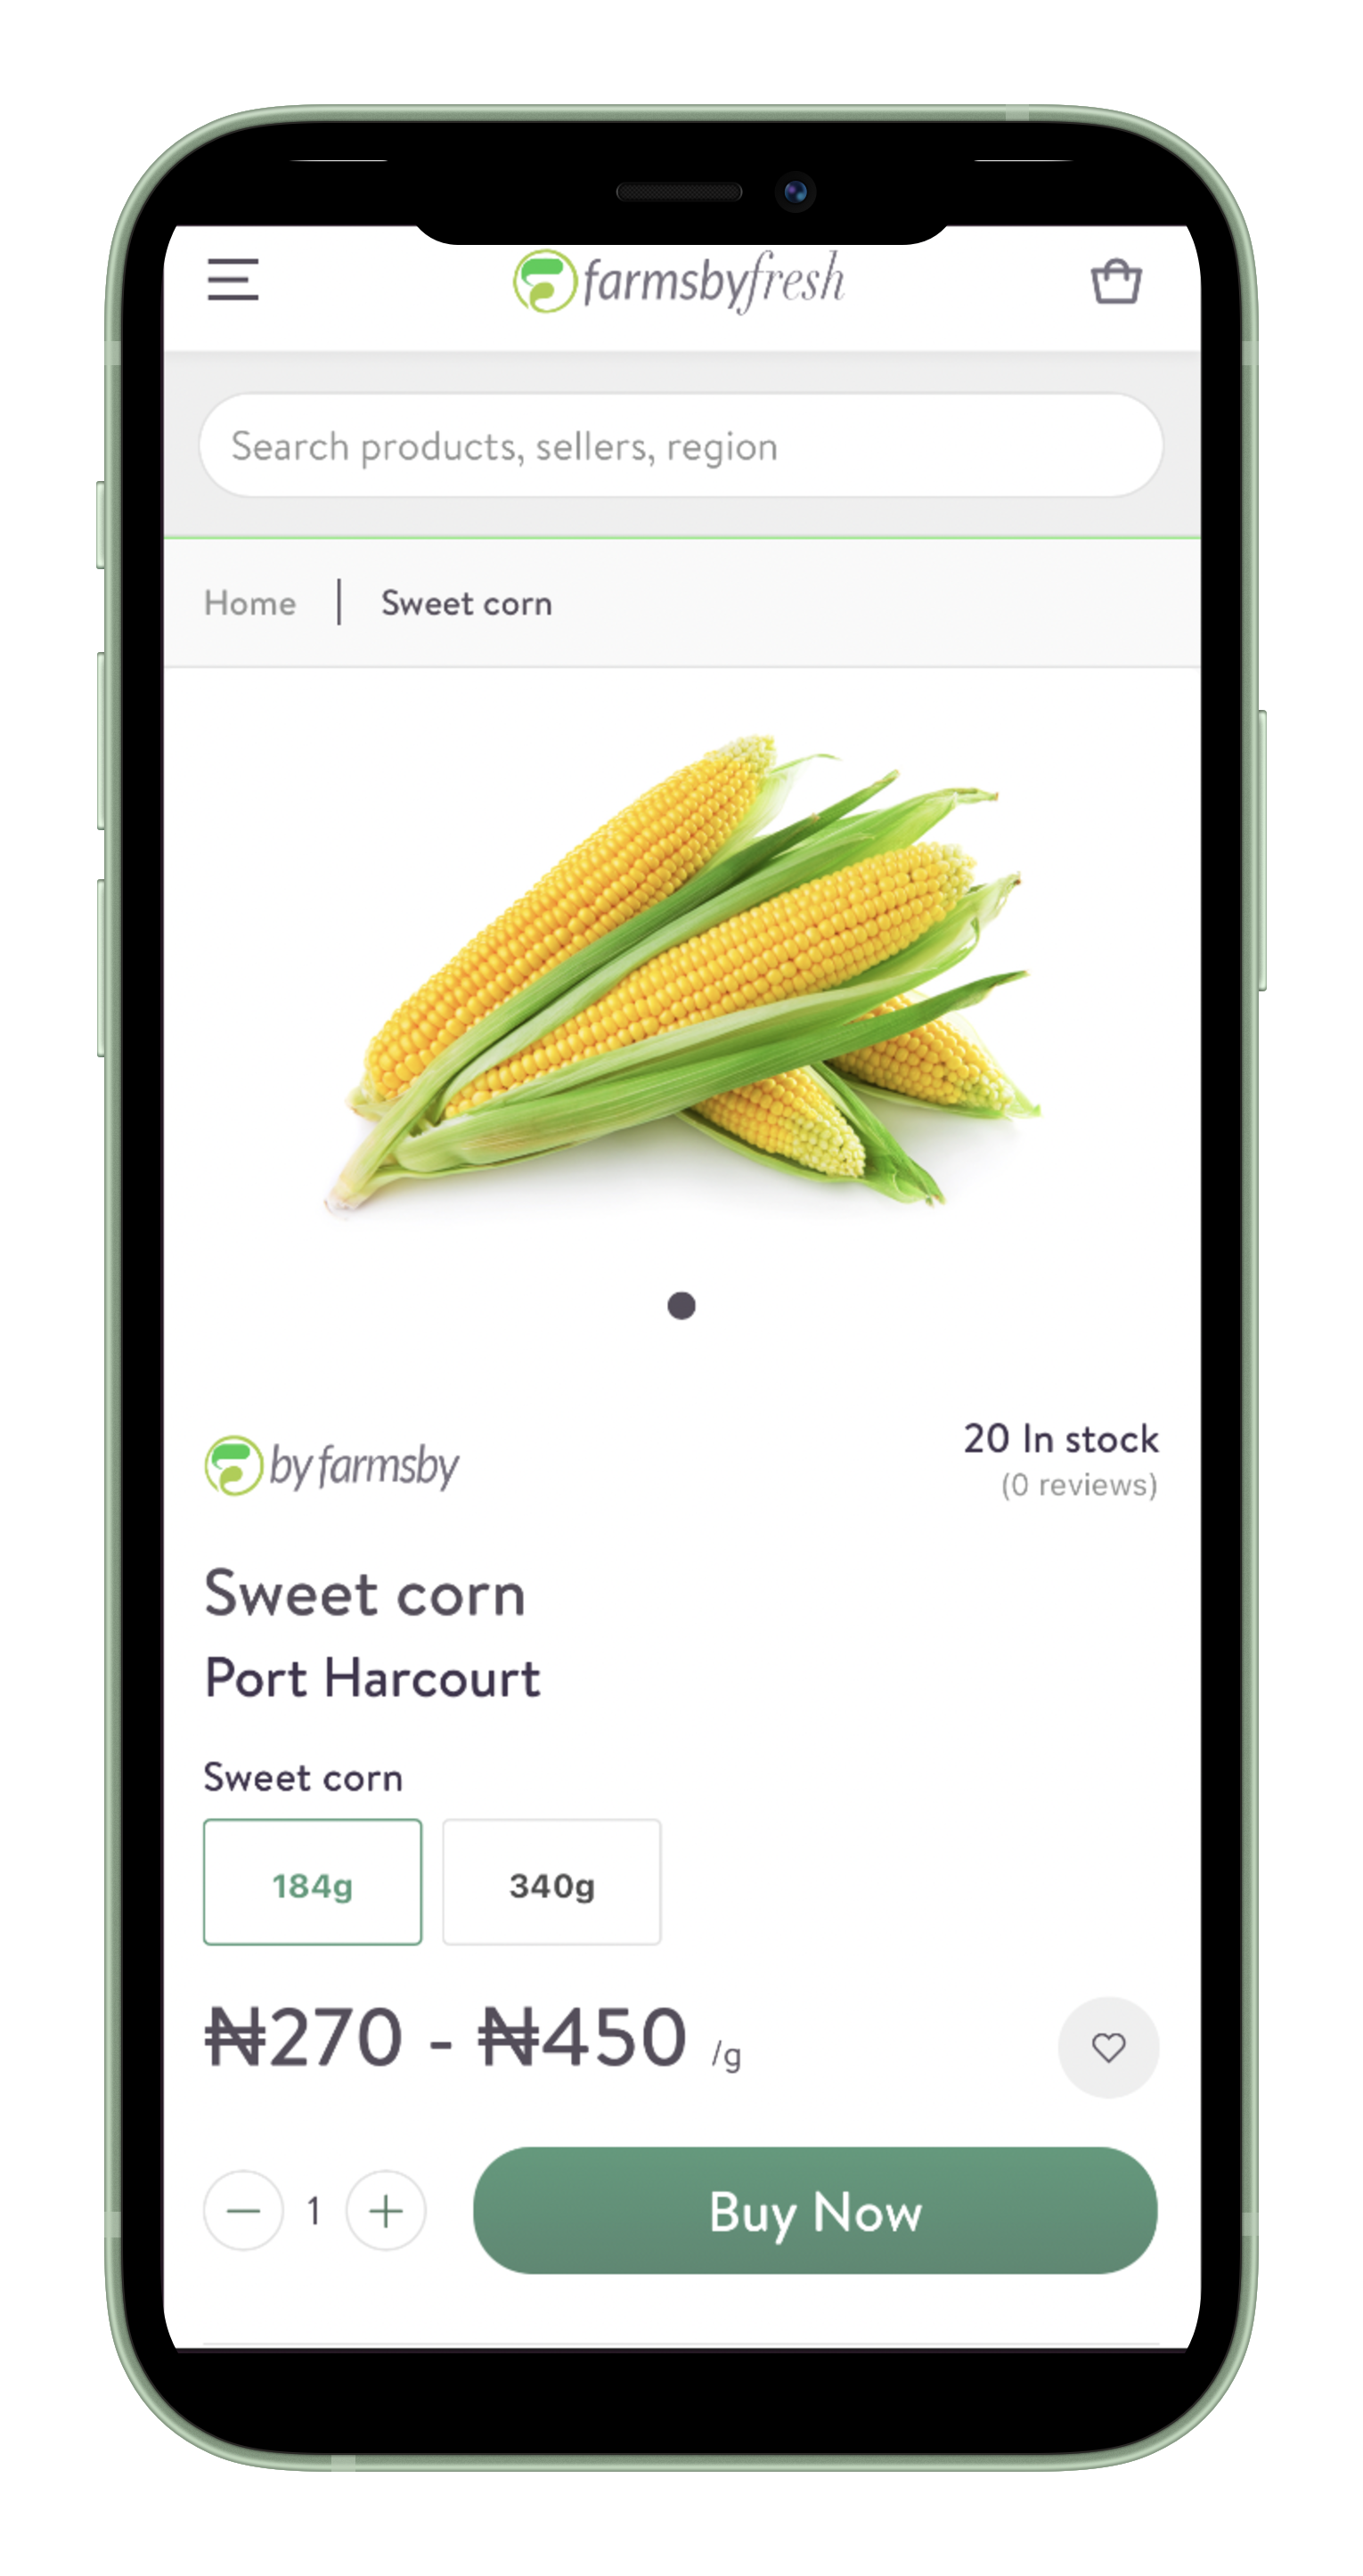 farmsbyfresh
Search products, sellers, region
Home | Sweet corn
by farmsby
20 In stock
(0 reviews)
Sweet corn
Port Harcourt
Sweet corn
184g 340g
₦270 - ₦450 /g
1 Buy Now